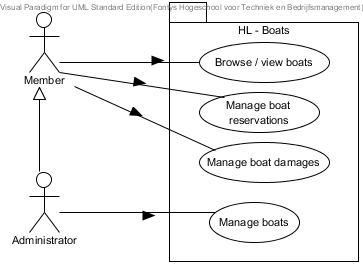 Visual Paradigm for UML Standard Edition(Fontys Hogeschool voor Techniek en Bedrijfsmanagement)
HL - Boats
Browse / view boats
Member
Manage boat
reservations
Manage boat damages
Manage boats
Administrator